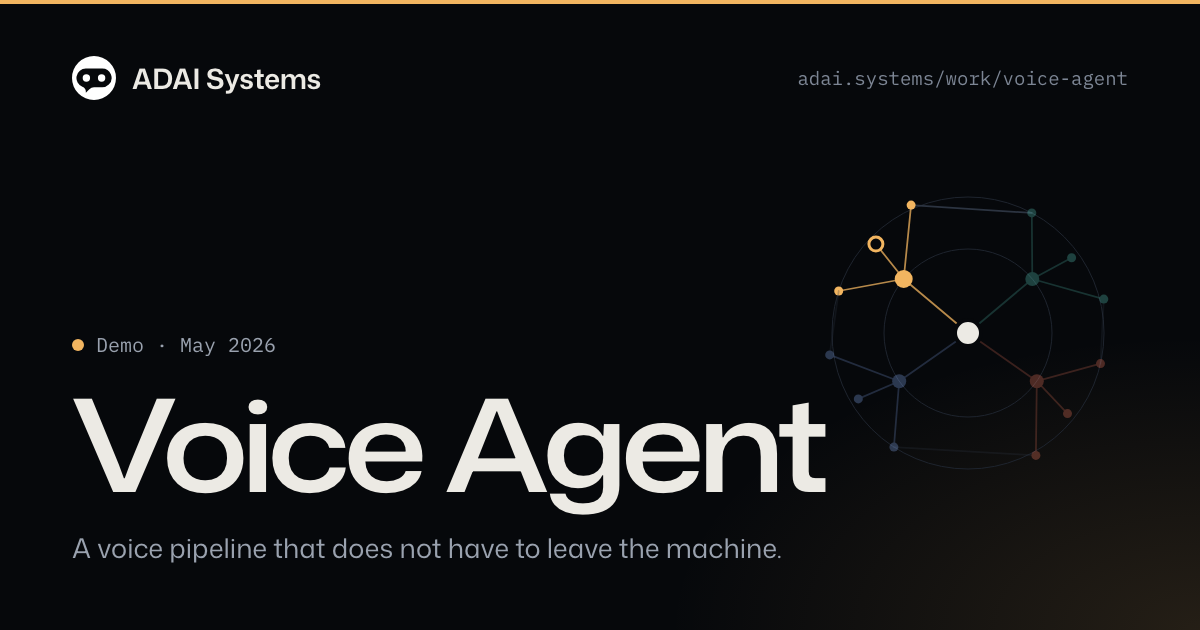 ADAI Systems
adai.systems/work/voice-agent
Demo · May 2026
Voice Agent
A voice pipeline that does not have to leave the machine.